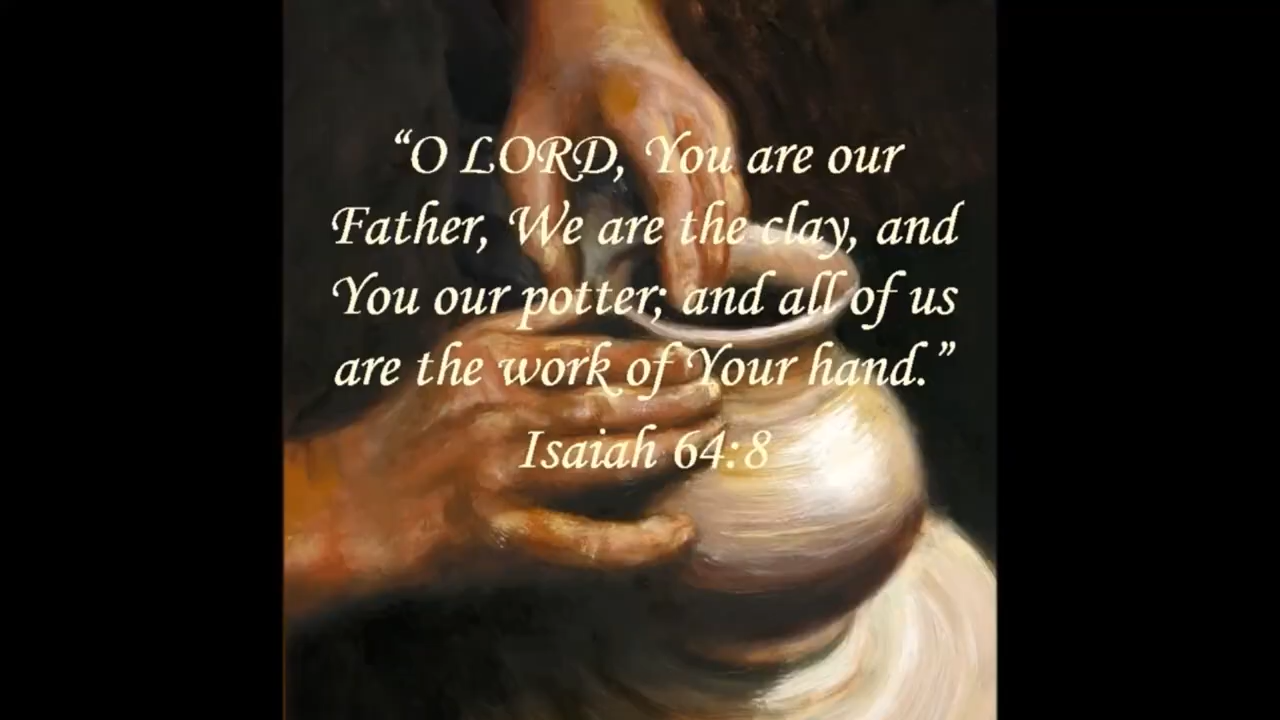 “O LORD, You are our
Father, We are the clay, and
You our potter; and all of us
are the work of Your hand.”
Isaiah 64:8